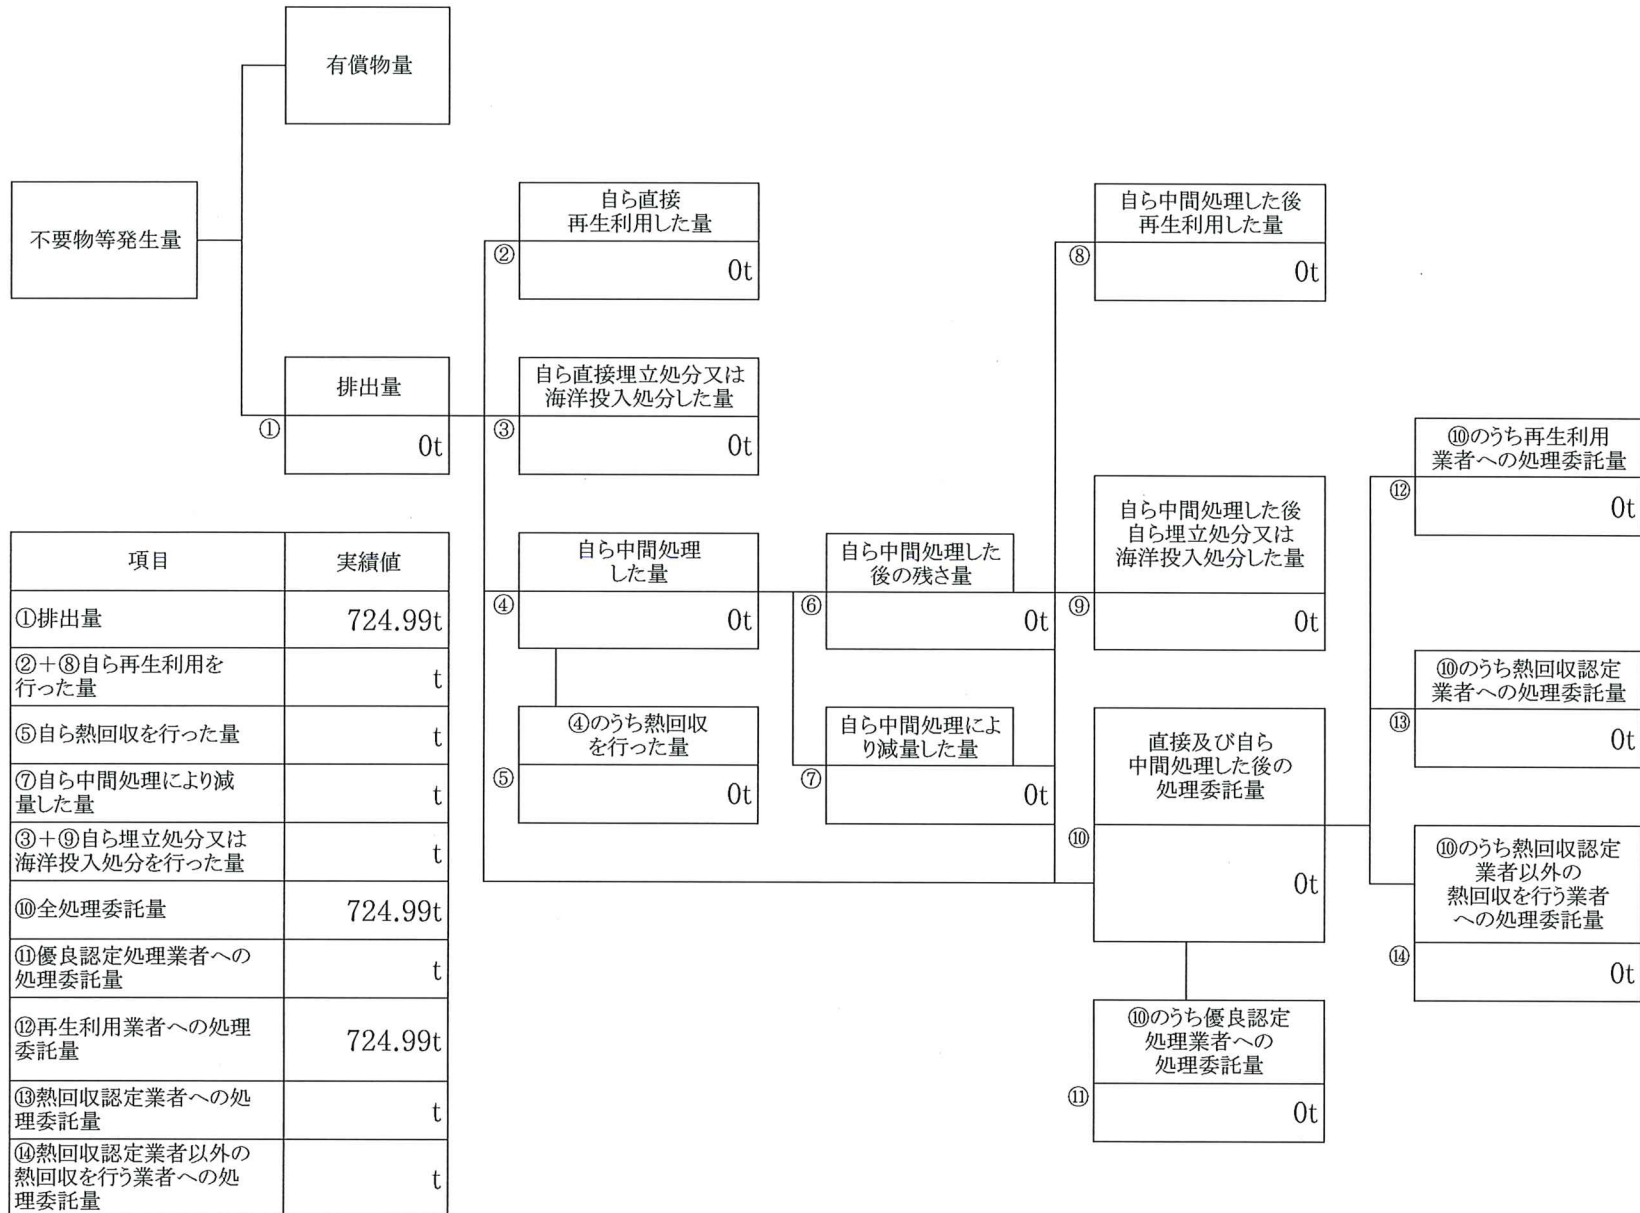 有償物量
不要物等発生量
排出量
①
0t
自ら直接
再生利用した量
②
0t
自ら直接埋立処分又は
海洋投入処分した量
③
0t
自ら中間処理
した量
④
0t
④のうち熱回収
を行った量
⑤
0t
自ら中間処理した
後の残さ量
⑥
0t
自ら中間処理によ
り減量した量
⑦
0t
自ら中間処理した後
再生利用した量
⑧
0t
自ら中間処理した後
自ら埋立処分又は
海洋投入処分した量
⑨
0t
直接及び自ら
中間処理した後の
処理委託量
⑩
0t
⑩のうち優良認定
処理業者への
処理委託量
⑪
0t
⑩のうち再生利用
業者への処理委託量
⑫
0t
⑩のうち熱回収認定
業者への処理委託量
⑬
0t
⑩のうち熱回収認定
業者以外の
熱回収を行う業者
への処理委託量
⑭
0t
項目 実績値
①排出量 724.99t
②+⑧自ら再生利用を
行った量 t
⑤自ら熱回収を行った量 t
⑦自ら中間処理により減
量した量 t
③+⑨自ら埋立処分又は
海洋投入処分を行った量 t
⑩全処理委託量 724.99t
⑪優良認定処理業者への
処理委託量 t
⑫再生利用業者への処理
委託量 724.99t
⑬熱回収認定業者への処
理委託量 t
⑭熱回収認定業者以外の
熱回収を行う業者への処
理委託量 t